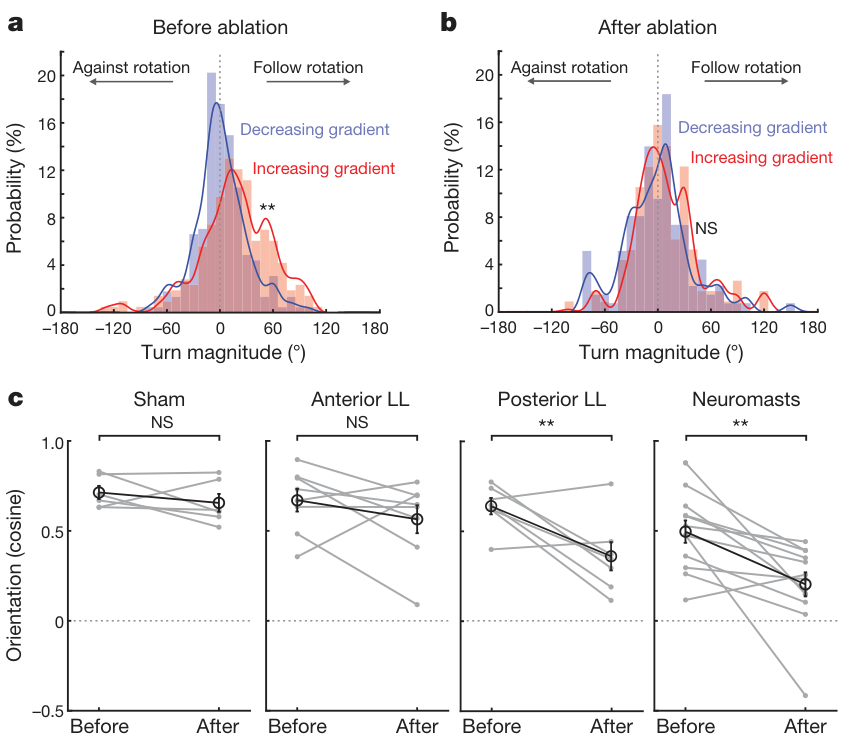 a Before ablation
Against rotation Follow rotation
Decreasing gradient
Increasing gradient
**
Probability (%)
20
16
12
8
4
0
−180 −120 −60 0 60 120 180
Turn magnitude (°)
b After ablation
Against rotation Follow rotation
Decreasing gradient
Increasing gradient
NS
Probability (%)
20
16
12
8
4
0
−180 −120 −60 0 60 120 180
Turn magnitude (°)
c Sham Anterior LL Posterior LL Neuromasts
NS NS ** **
Orientation (cosine)
1.0
0.5
0
−0.5
Before After Before After Before After Before After